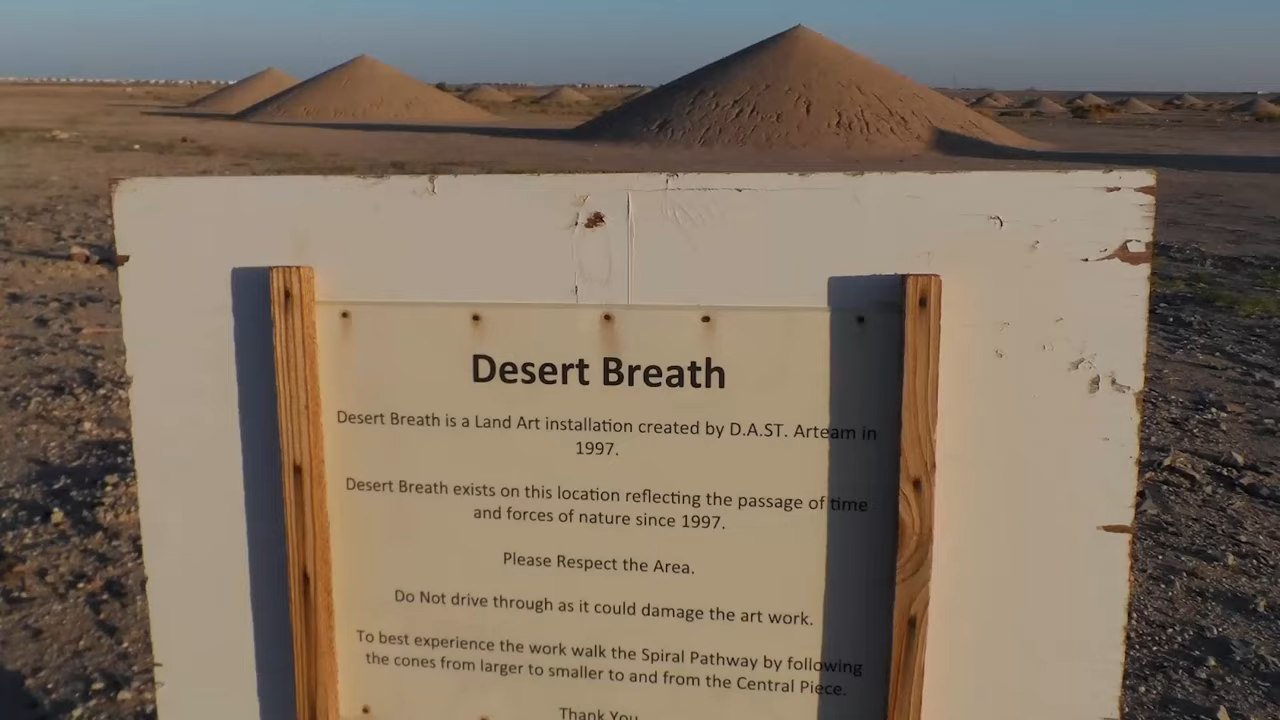 Desert Breath
Desert Breath is a Land Art installation created by D.A.ST. Arteam in
1997.
Desert Breath exists on this location reflecting the passage of time
and forces of nature since 1997.
Please Respect the Area.
Do Not drive through as it could damage the art work.
To best experience the work walk the Spiral Pathway by following
the cones from larger to smaller to and from the Central Piece.
Thank You